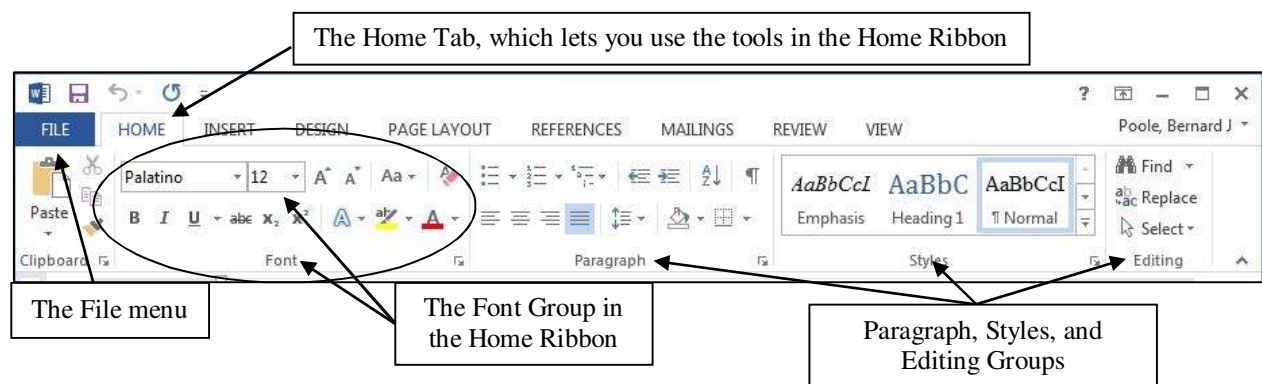 The Home Tab, which lets you use the tools in the Home Ribbon
FILE HOME INSERT DESIGN PAGE LAYOUT REFERENCES MAILINGS REVIEW VIEW Poole, Bernard J
Palatino 12 Aa AaBbCcI AaBbC AaBbCcI Find
Paste B I U abc X₂ X² A aby A Emphasis Heading 1 ¶ Normal Replace
Select
Clipboard Font Paragraph Styles Editing
The File menu
The Font Group in
the Home Ribbon
Paragraph, Styles, and
Editing Groups